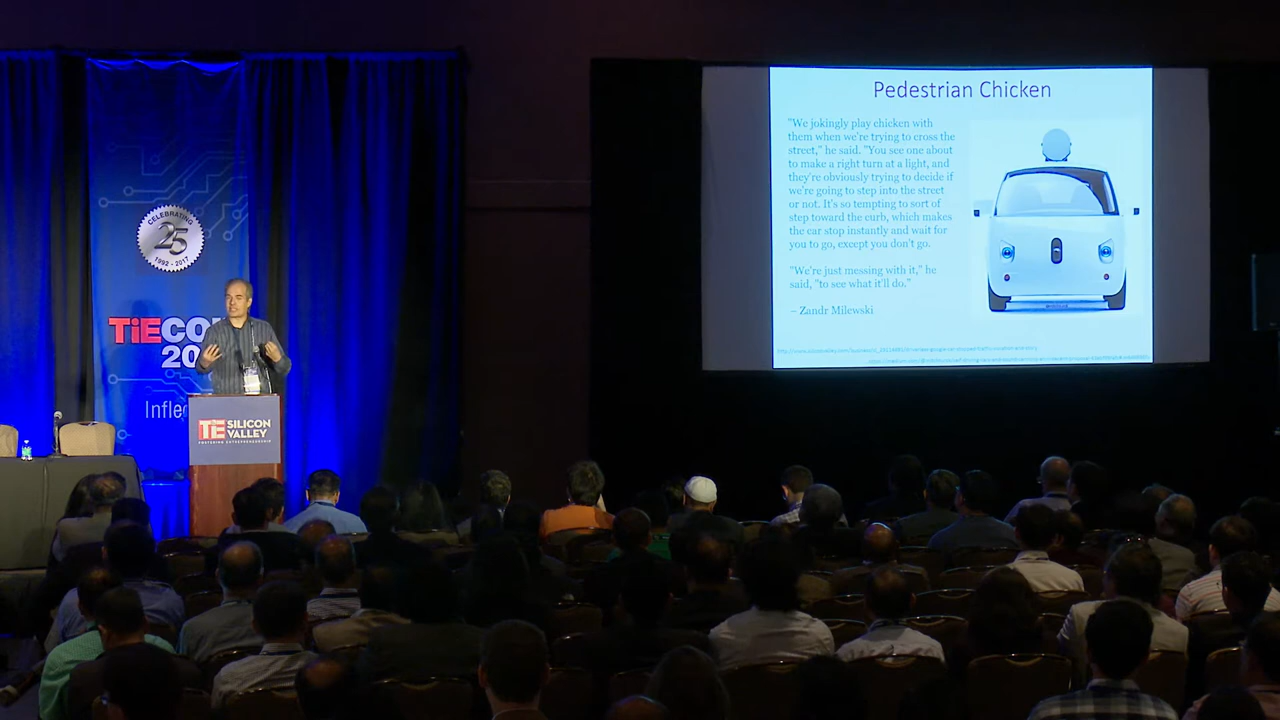 Pedestrian Chicken
"We jokingly play chicken with
them when we're trying to cross the
street," he said. "You see one about
to make a right turn at a light, and
they're obviously trying to decide if
we're going to step into the street
or not. It's so tempting to sort of
step toward the curb, which makes
the car stop instantly and wait for
you to go, except you don't go.
"We're just messing with it," he
said, "to see what it'll do."
– Zandr Milewski
CELEBRATING
25
1992 - 2017
TiECO
20
Infle
TiE SILICON
VALLEY
FOSTERING ENTREPRENEURSHIP